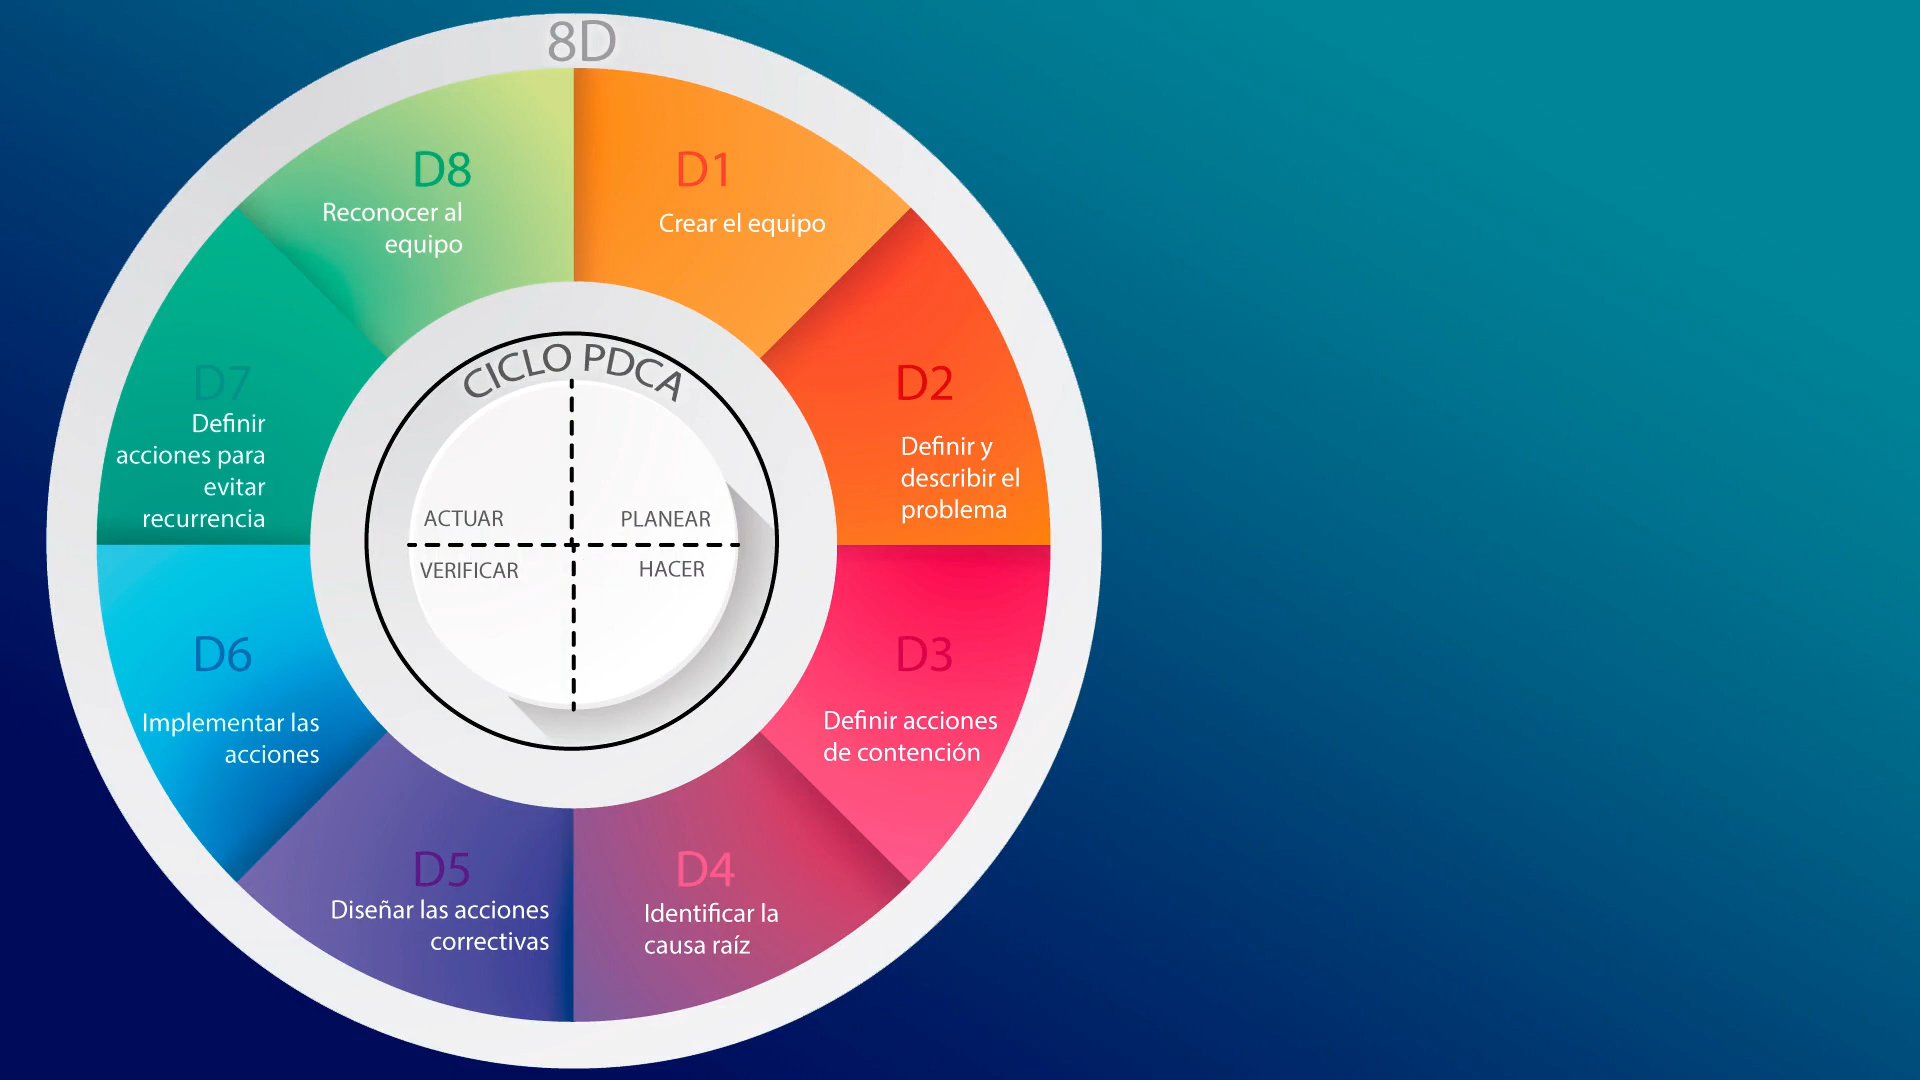 8D
D1
Crear el equipo
D2
Definir y
describir el
problema
D3
Definir acciones
de contención
D4
Identificar la
causa raíz
D5
Diseñar las acciones
correctivas
D6
Implementar las
acciones
D7
Definir
acciones para
evitar
recurrencia
D8
Reconocer al
equipo
CICLO PDCA
ACTUAR
PLANEAR
VERIFICAR
HACER